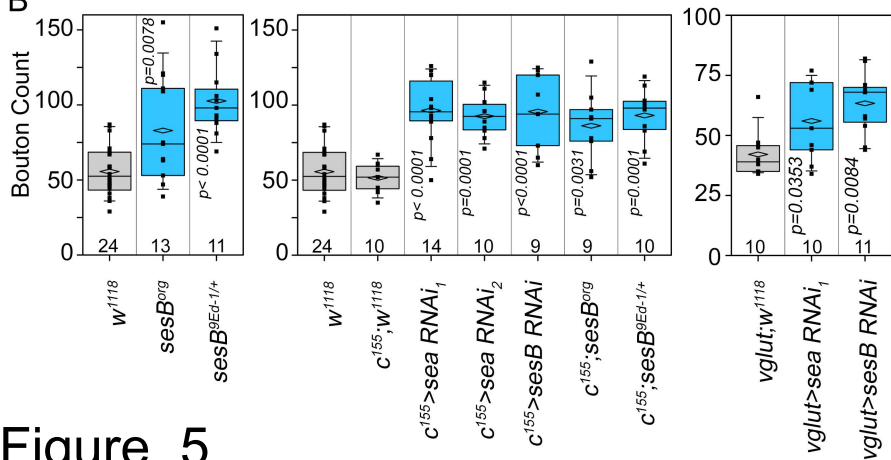 B
Bouton Count
150
100
50
0
p=0.0078
p< 0.0001
24
13
11
w1118
sesBorg
sesB9Ed-1/+
150
100
50
0
p< 0.0001
p=0.0001
p<0.0001
p=0.0031
p=0.0001
24
10
14
10
9
9
10
w1118
c155;w1118
c155>sea RNAi1
c155>sea RNAi2
c155>sesB RNAi
c155;sesBorg
c155;sesB9Ed-1/+
100
75
50
25
0
p=0.0353
p=0.0084
10
10
11
vglut;w1118
vglut>sea RNAi1
vglut>sesB RNAi
Figure 5